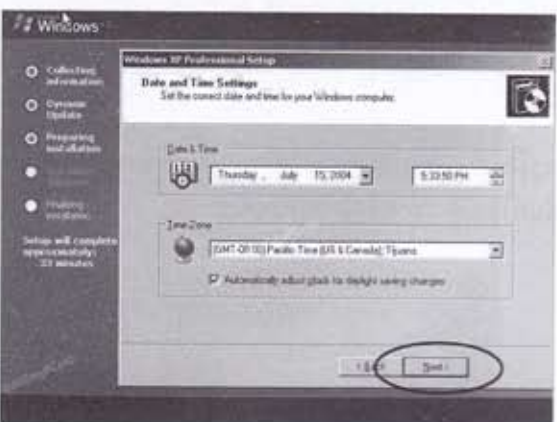 Windows
Windows XP Professional Setup
Collecting
information
Dynamic
Update
Preparing
installation
Finalizing
installation
Setup will complete
approximately:
33 minutes
Date and Time Settings
Set the correct date and time for your Windows computer.
Date & Time
Thursday , July 15, 2004
5:33:50 PM
Time Zone
(GMT-08:00) Pacific Time (US & Canada); Tijuana
Automatically adjust clock for daylight saving changes
< Back
Next >